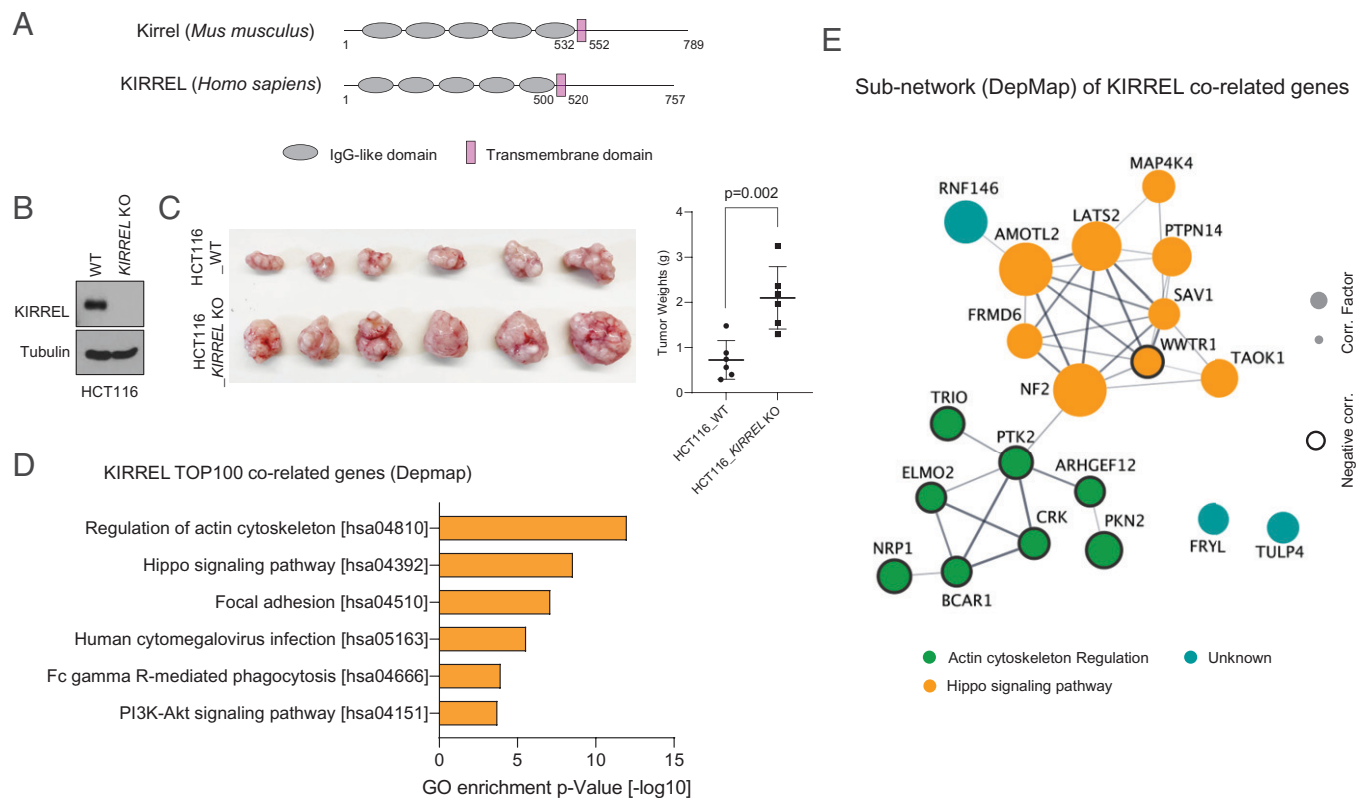 A
Kirrel (Mus musculus)
1
532
552
789
KIRREL (Homo sapiens)
1
500
520
757
IgG-like domain
Transmembrane domain
B
WT
KIRREL KO
KIRREL
Tubulin
HCT116
C
HCT116
_WT
HCT116
_KIRREL KO
p=0.002
Tumor Weights (g)
4
3
2
1
0
HCT116_WT
HCT116_KIRREL KO
D
KIRREL TOP100 co-related genes (Depmap)
Regulation of actin cytoskeleton [hsa04810]
Hippo signaling pathway [hsa04392]
Focal adhesion [hsa04510]
Human cytomegalovirus infection [hsa05163]
Fc gamma R-mediated phagocytosis [hsa04666]
PI3K-Akt signaling pathway [hsa04151]
0 5 10 15
GO enrichment p-Value [-log10]
E
Sub-network (DepMap) of KIRREL co-related genes
MAP4K4
RNF146
LATS2
AMOTL2
PTPN14
SAV1
FRMD6
WWTR1
TAOK1
NF2
TRIO
PTK2
ELMO2
ARHGEF12
CRK
PKN2
NRP1
BCAR1
FRYL
TULP4
Corr. Factor
Negative corr.
Actin cytoskeleton Regulation
Unknown
Hippo signaling pathway